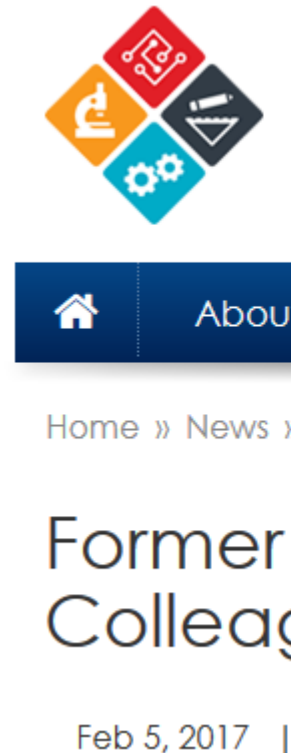 Abou
Home » News »
Former
Colleag
Feb 5, 2017 |